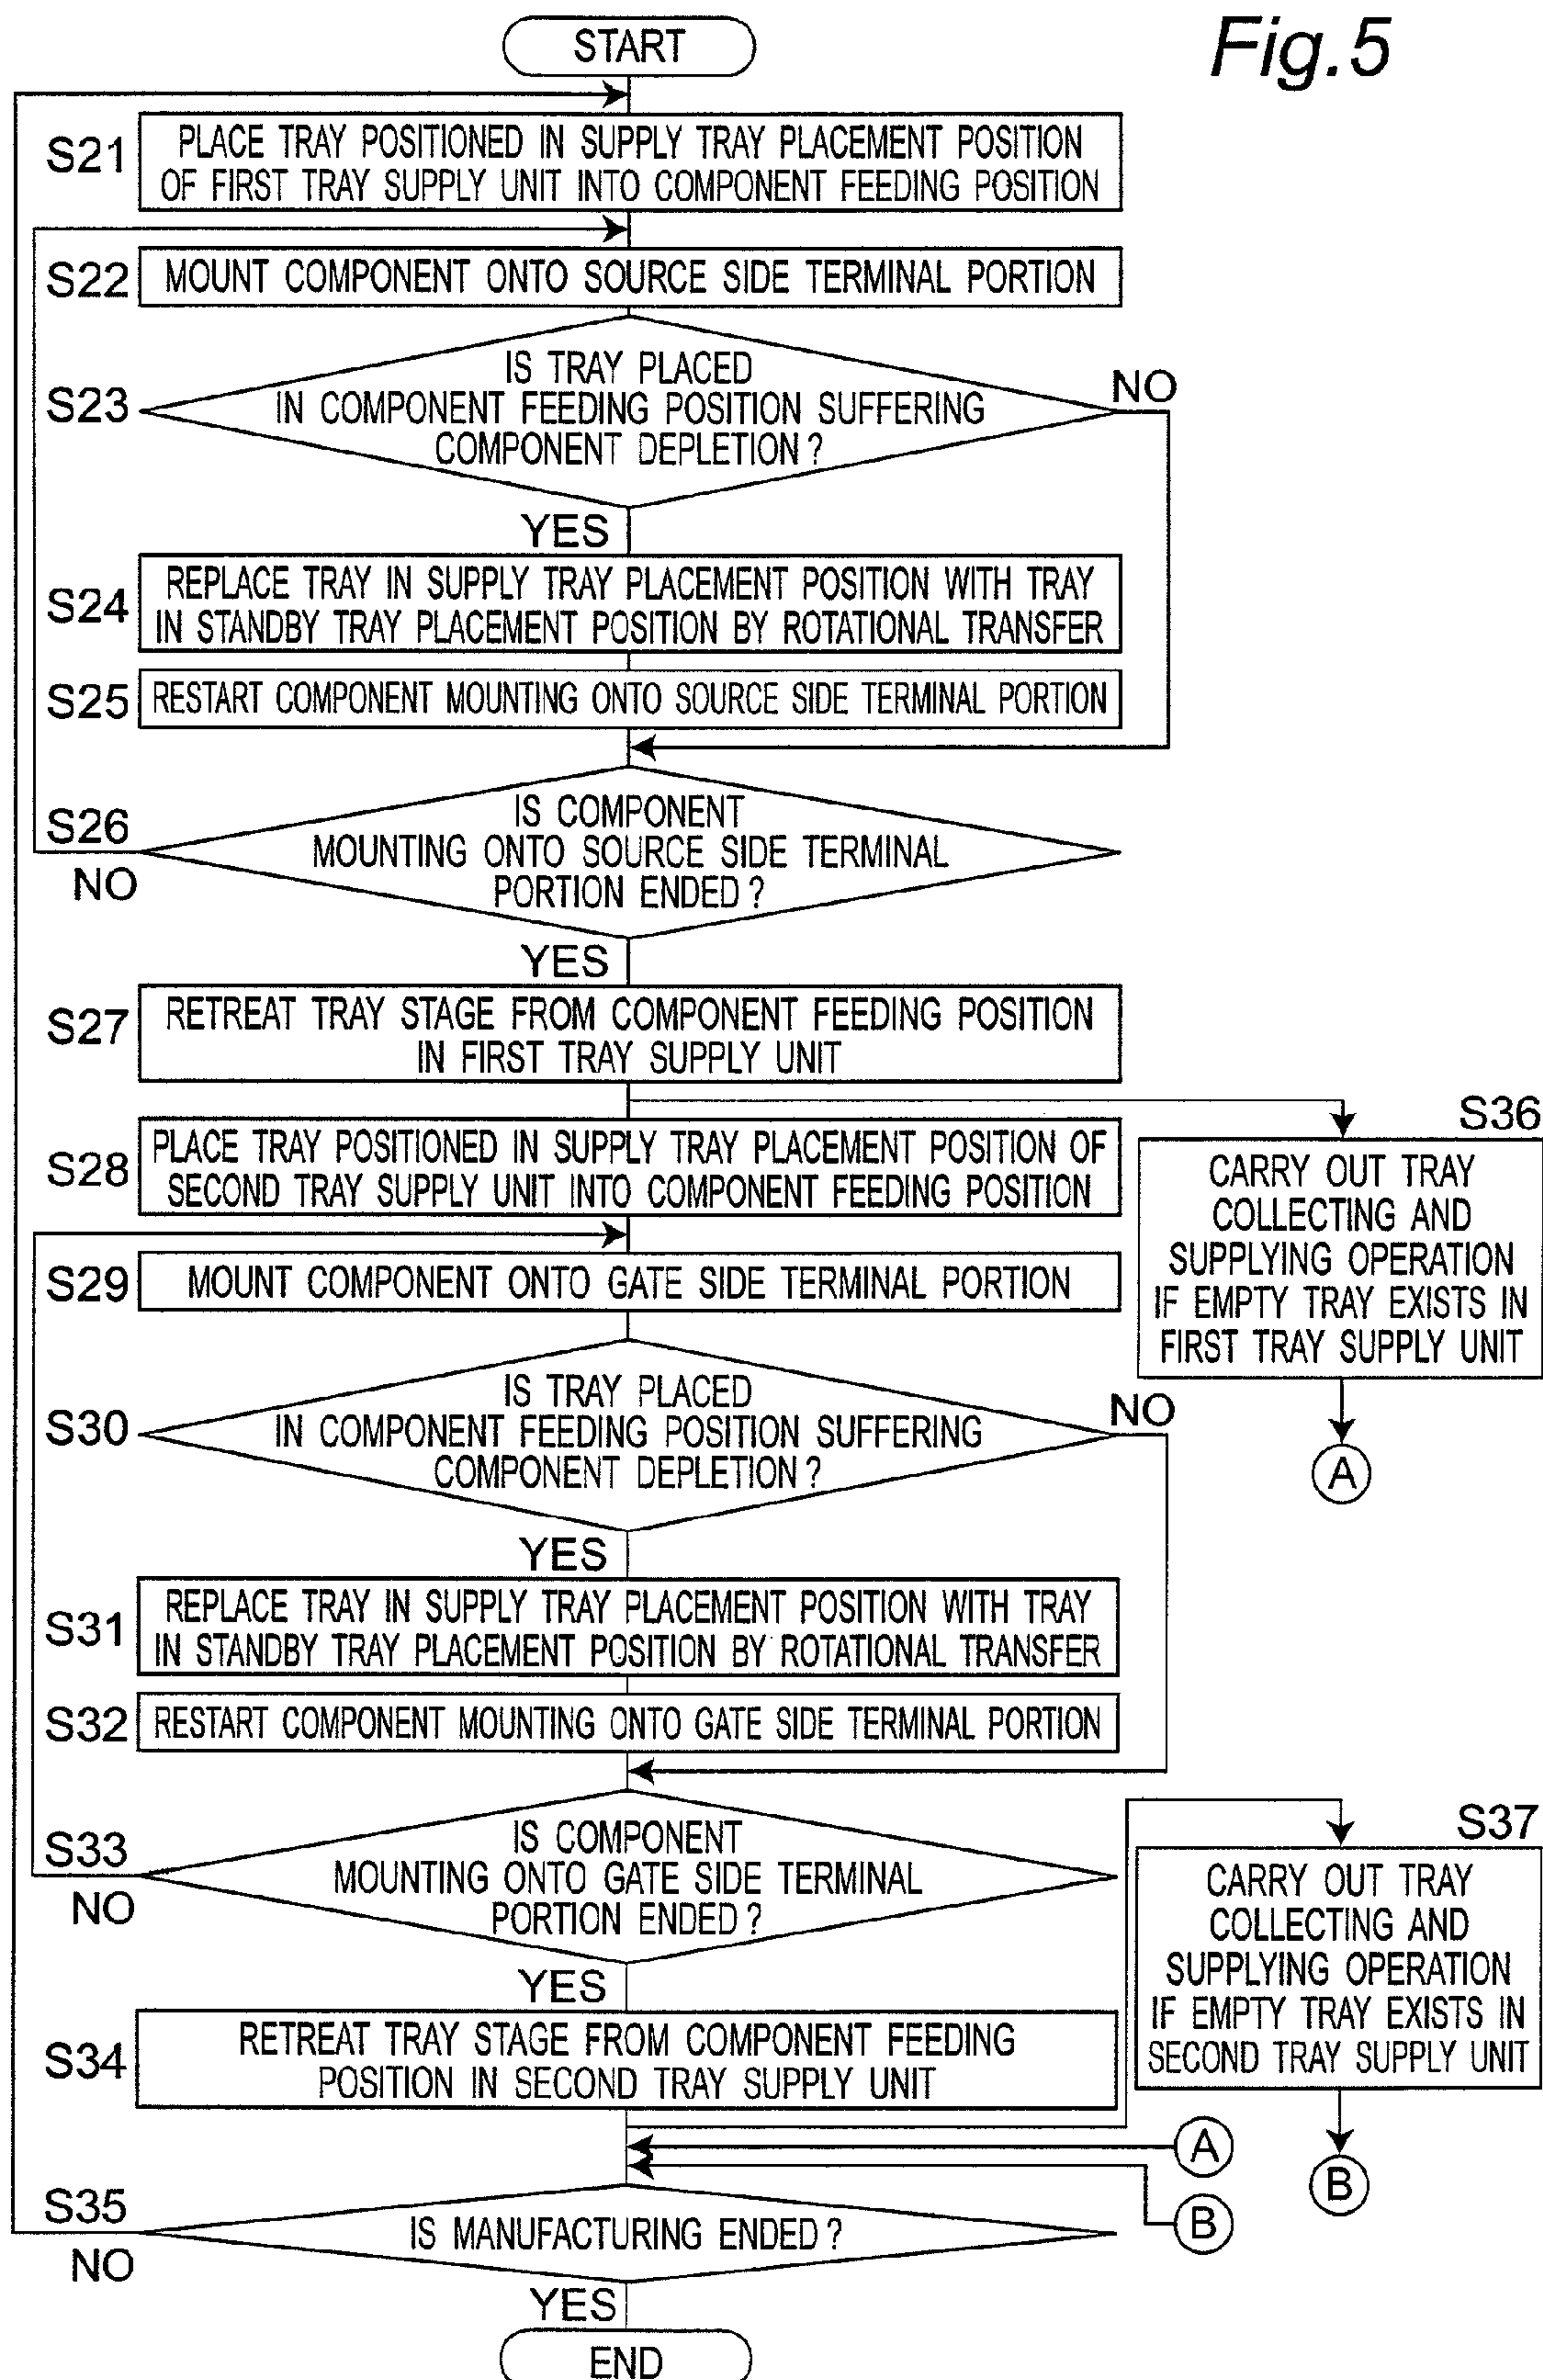 START
Fig.5
S21
PLACE TRAY POSITIONED IN SUPPLY TRAY PLACEMENT POSITION
OF FIRST TRAY SUPPLY UNIT INTO COMPONENT FEEDING POSITION
S22
MOUNT COMPONENT ONTO SOURCE SIDE TERMINAL PORTION
S23
IS TRAY PLACED
IN COMPONENT FEEDING POSITION SUFFERING
COMPONENT DEPLETION ?
NO
YES
S24
REPLACE TRAY IN SUPPLY TRAY PLACEMENT POSITION WITH TRAY
IN STANDBY TRAY PLACEMENT POSITION BY ROTATIONAL TRANSFER
S25
RESTART COMPONENT MOUNTING ONTO SOURCE SIDE TERMINAL PORTION
S26
IS COMPONENT
MOUNTING ONTO SOURCE SIDE TERMINAL
PORTION ENDED ?
NO
YES
S27
RETREAT TRAY STAGE FROM COMPONENT FEEDING POSITION
IN FIRST TRAY SUPPLY UNIT
S28
PLACE TRAY POSITIONED IN SUPPLY TRAY PLACEMENT POSITION OF
SECOND TRAY SUPPLY UNIT INTO COMPONENT FEEDING POSITION
S36
CARRY OUT TRAY
COLLECTING AND
SUPPLYING OPERATION
IF EMPTY TRAY EXISTS IN
FIRST TRAY SUPPLY UNIT
A
S29
MOUNT COMPONENT ONTO GATE SIDE TERMINAL PORTION
S30
IS TRAY PLACED
IN COMPONENT FEEDING POSITION SUFFERING
COMPONENT DEPLETION ?
NO
YES
S31
REPLACE TRAY IN SUPPLY TRAY PLACEMENT POSITION WITH TRAY
IN STANDBY TRAY PLACEMENT POSITION BY ROTATIONAL TRANSFER
S32
RESTART COMPONENT MOUNTING ONTO GATE SIDE TERMINAL PORTION
S33
IS COMPONENT
MOUNTING ONTO GATE SIDE TERMINAL
PORTION ENDED ?
NO
YES
S37
CARRY OUT TRAY
COLLECTING AND
SUPPLYING OPERATION
IF EMPTY TRAY EXISTS IN
SECOND TRAY SUPPLY UNIT
B
S34
RETREAT TRAY STAGE FROM COMPONENT FEEDING
POSITION IN SECOND TRAY SUPPLY UNIT
A
B
S35
IS MANUFACTURING ENDED ?
NO
YES
END